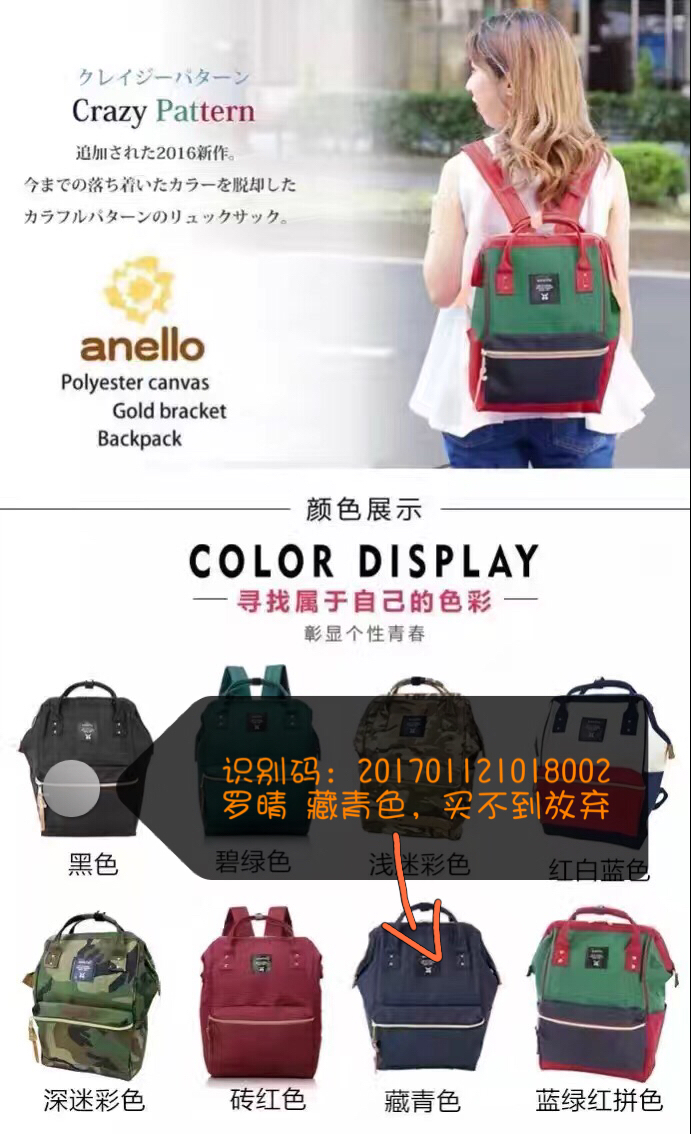 クレイジーパターン
Crazy Pattern
追加された2016新作。
今までの落ち着いたカラーを脱却した
カラフルパターンのリュックサック。
anello
Polyester canvas
Gold bracket
Backpack
anello
颜色展示
COLOR DISPLAY
寻找属于自己的色彩
彰显个性青春
识别码：201701121018002
罗晴 藏青色，买不到放弃
黑色
碧绿色
浅迷彩色
红白蓝色
深迷彩色
砖红色
藏青色
蓝绿红拼色